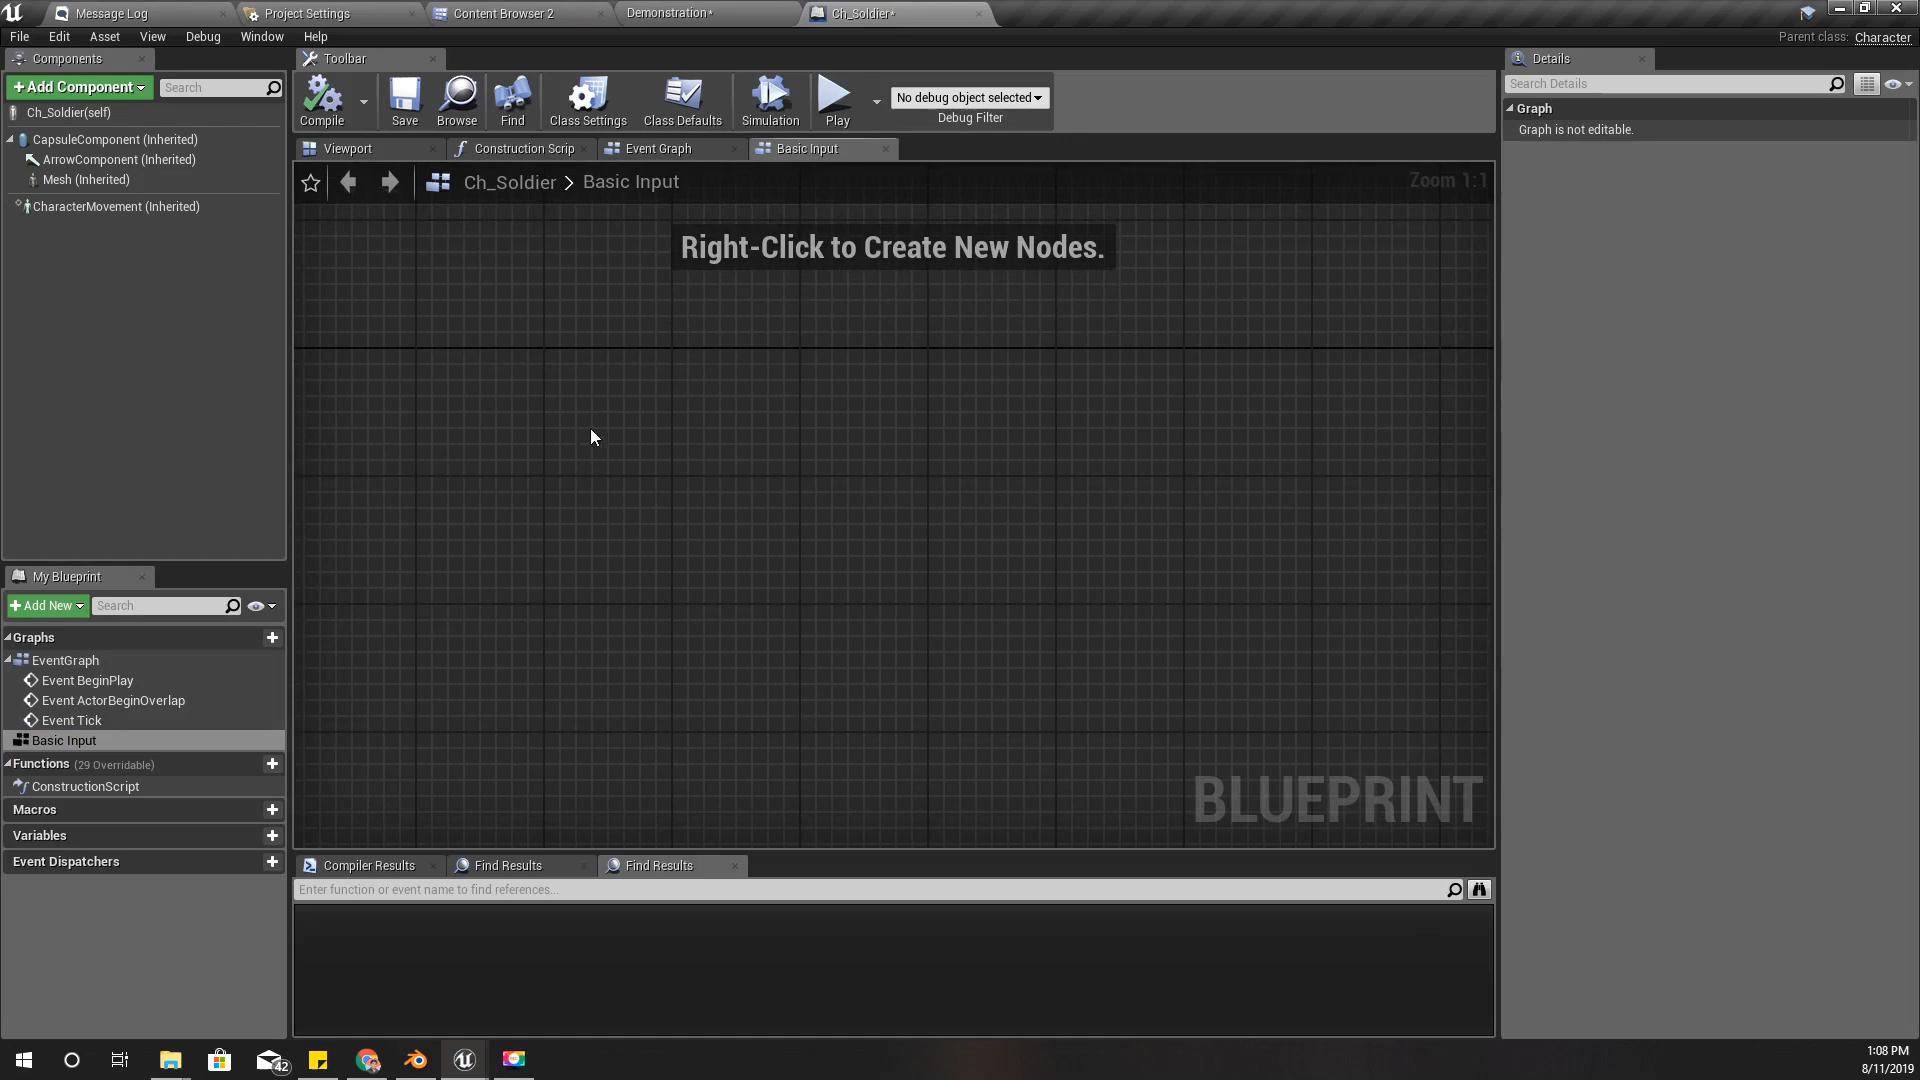 Message Log
Project Settings
Content Browser 2
Demonstration*
Ch_Soldier*
File Edit Asset View Debug Window Help
Parent class: Character
Components
Toolbar
Details
+Add Component
Search
Search Details
Compile
Save
Browse
Find
Class Settings
Class Defaults
Simulation
Play
No debug object selected
Debug Filter
Graph
Graph is not editable.
Ch_Soldier(self)
CapsuleComponent (Inherited)
ArrowComponent (Inherited)
Mesh (Inherited)
CharacterMovement (Inherited)
Viewport
Construction Scrip
Event Graph
Basic Input
Ch_Soldier > Basic Input
Zoom 1:1
Right-Click to Create New Nodes.
BLUEPRINT
My Blueprint
+Add New
Search
Graphs
EventGraph
Event BeginPlay
Event ActorBeginOverlap
Event Tick
Basic Input
Functions (29 Overridable)
ConstructionScript
Macros
Variables
Event Dispatchers
Compiler Results
Find Results
Find Results
Enter function or event name to find references...
42
1:08 PM
8/11/2019